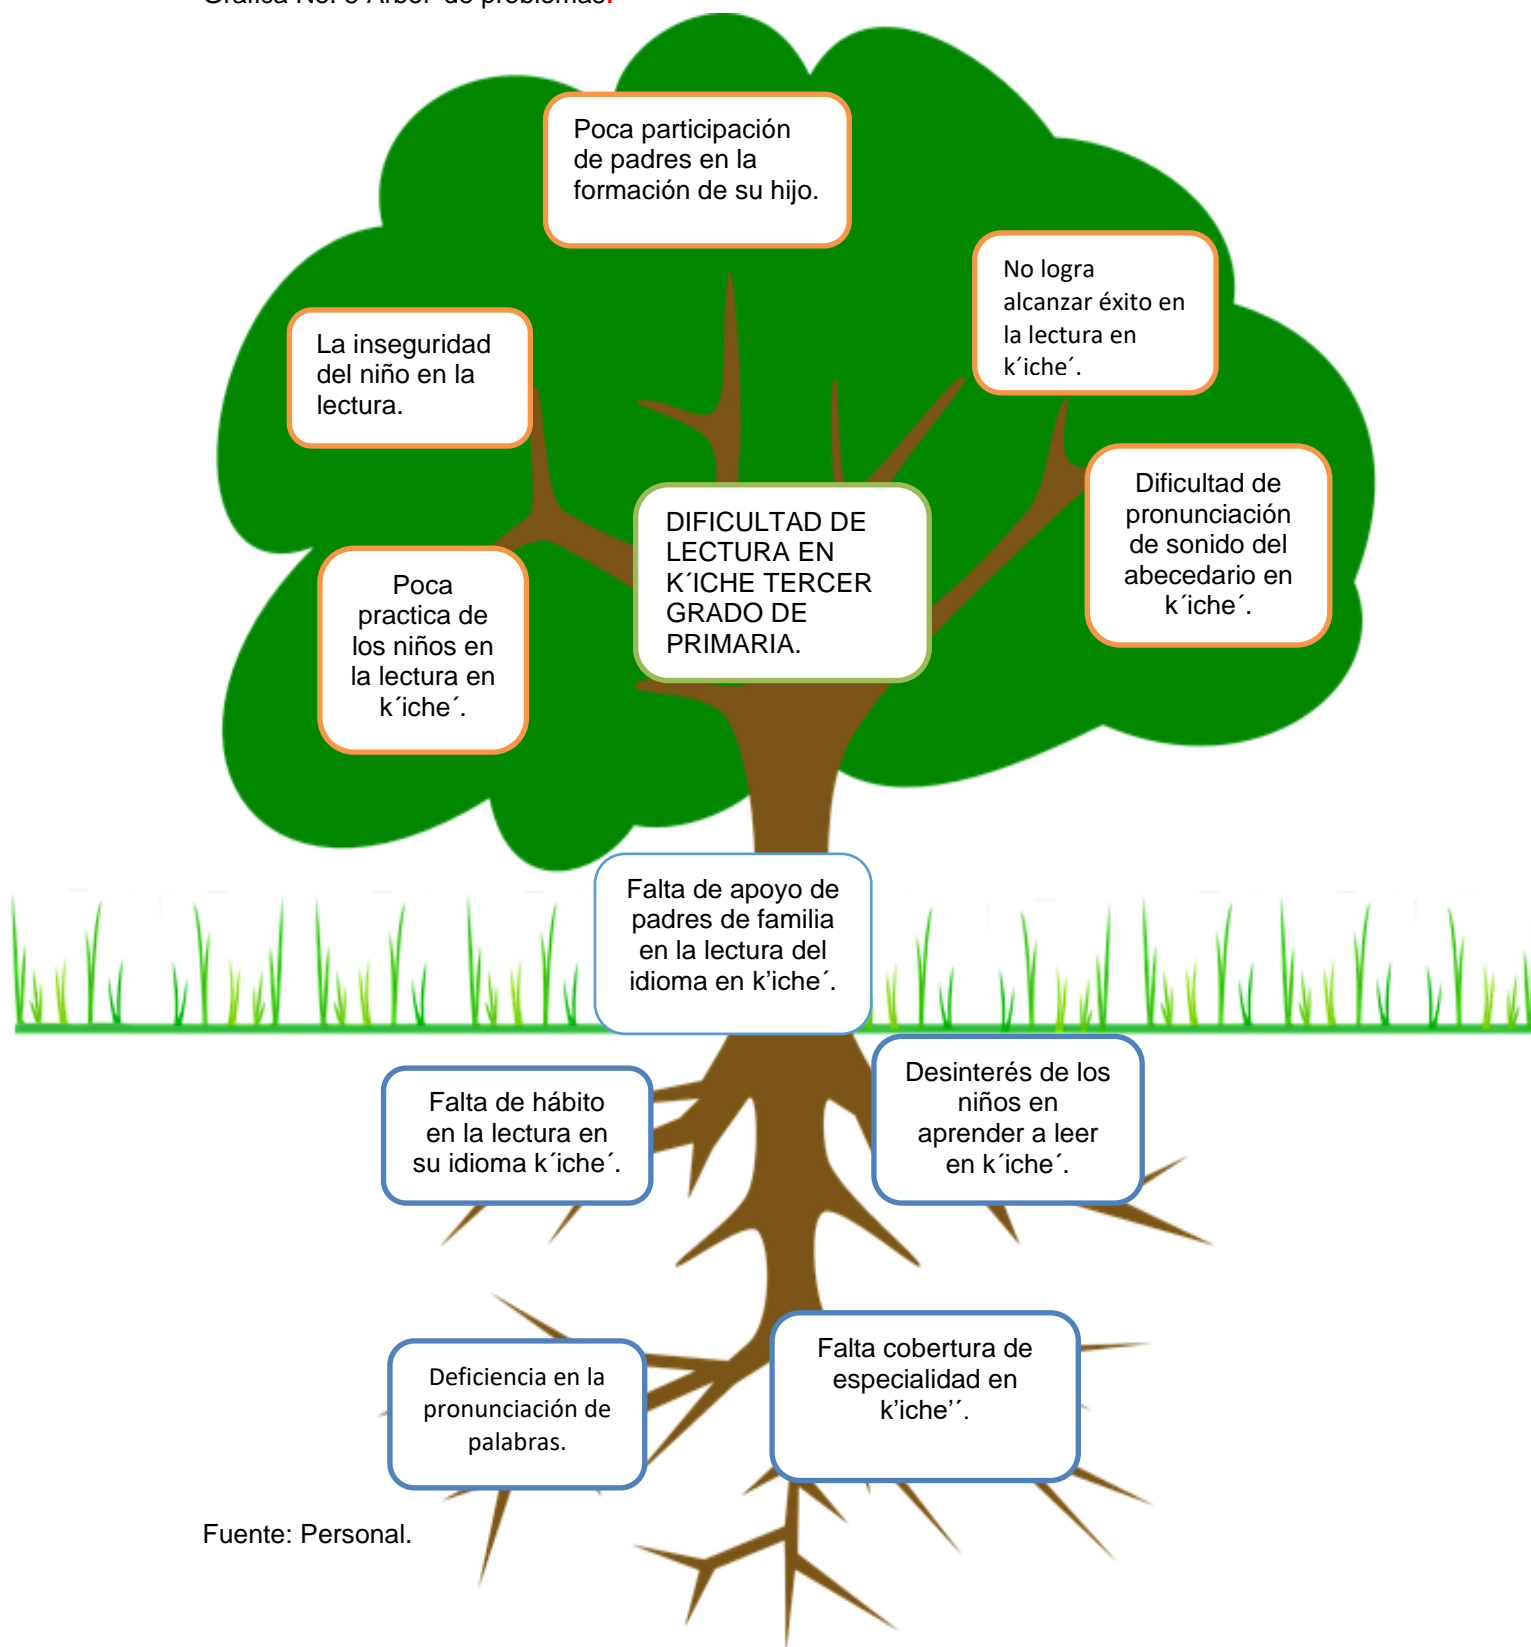 Poca participación
de padres en la
formación de su hijo.
No logra
alcanzar éxito en
la lectura en
k´iche´.
La inseguridad
del niño en la
lectura.
Dificultad de
pronunciación
de sonido del
abecedario en
k´iche´.
DIFICULTAD DE
LECTURA EN
K´ICHE TERCER
GRADO DE
PRIMARIA.
Poca
practica de
los niños en
la lectura en
k´iche´.
Falta de apoyo de
padres de familia
en la lectura del
idioma en k’iche´.
Falta de hábito
en la lectura en
su idioma k´iche´.
Desinterés de los
niños en
aprender a leer
en k´iche´.
Deficiencia en la
pronunciación de
palabras.
Falta cobertura de
especialidad en
k’iche’´.
Fuente: Personal.